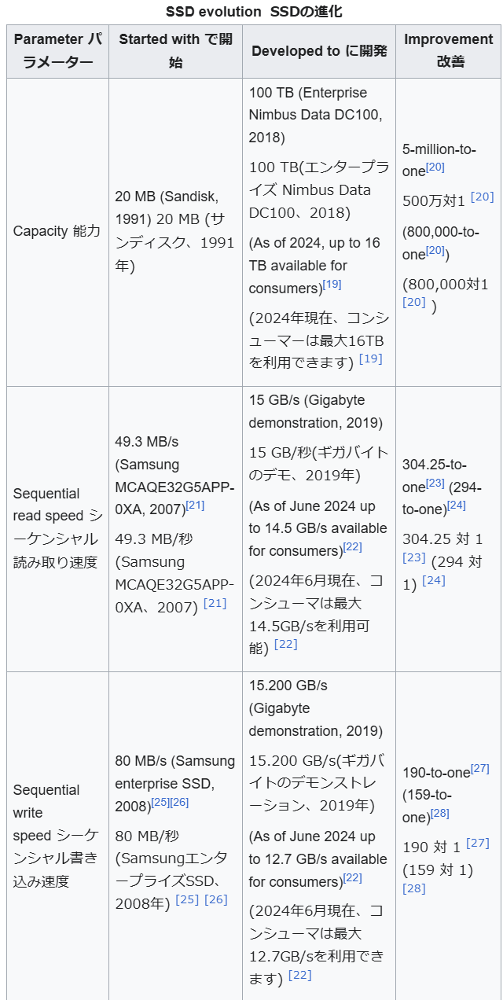 SSD evolution SSDの進化
Parameter パ
ラメーター
Started with で開
始
Developed to に開発
Improvement
改善
Capacity 能力
20 MB (Sandisk,
1991) 20 MB (サ
ンディスク、1991
年)
100 TB (Enterprise
Nimbus Data DC100,
2018)
100 TB(エンタープラ
イズ Nimbus Data
DC100、2018)
(As of 2024, up to 16
TB available for
consumers)[19]
(2024年現在、コンシ
ューマーは最大16TB
を利用できます) [19]
5-million-to-
one[20]
500万対1 [20]
(800,000-to-
one[20])
(800,000対1
[20] )
Sequential
read speed シ
ーケンシャル
読み取り速度
49.3 MB/s
(Samsung
MCAQE32G5APP-
0XA, 2007)[21]
49.3 MB/秒
(Samsung
MCAQE32G5APP-
0XA、2007) [21]
15 GB/s (Gigabyte
demonstration, 2019)
15 GB/秒(ギガバイト
のデモ、2019年)
(As of June 2024 up
to 14.5 GB/s available
for consumers)[22]
(2024年6月現在、コ
ンシューマは最大
14.5GB/sを利用可
能) [22]
304.25-to-
one[23] (294-
to-one)[24]
304.25 対 1
[23] (294 対
1) [24]
Sequential
write
speed シーケ
ンシャル書き
込み速度
80 MB/s (Samsung
enterprise SSD,
2008)[25][26]
80 MB/秒
(Samsungエンタ
ープライズSSD、
2008年) [25] [26]
15.200 GB/s
(Gigabyte
demonstration, 2019)
15.200 GB/s(ギガバ
イトのデモンストレ
ーション、2019年)
(As of June 2024 up
to 12.7 GB/s available
for consumers)[22]
(2024年6月現在、コ
ンシューマは最大
12.7GB/sを利用でき
ます) [22]
190-to-one[27]
(159-to-
one)[28]
190 対 1 [27]
(159 対 1)
[28]